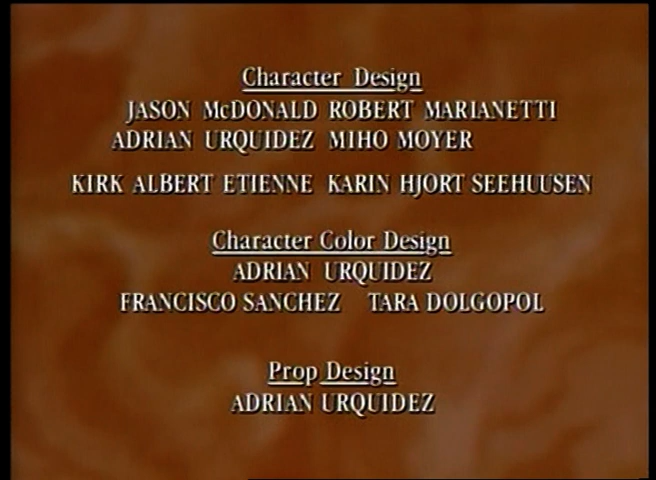 Character Design
JASON McDONALD ROBERT MARIANETTI
ADRIAN URQUIDEZ MIHO MOYER
KIRK ALBERT ETIENNE KARIN HJORT SEEHUUSEN
Character Color Design
ADRIAN URQUIDEZ
FRANCISCO SANCHEZ TARA DOLGOPOL
Prop Design
ADRIAN URQUIDEZ